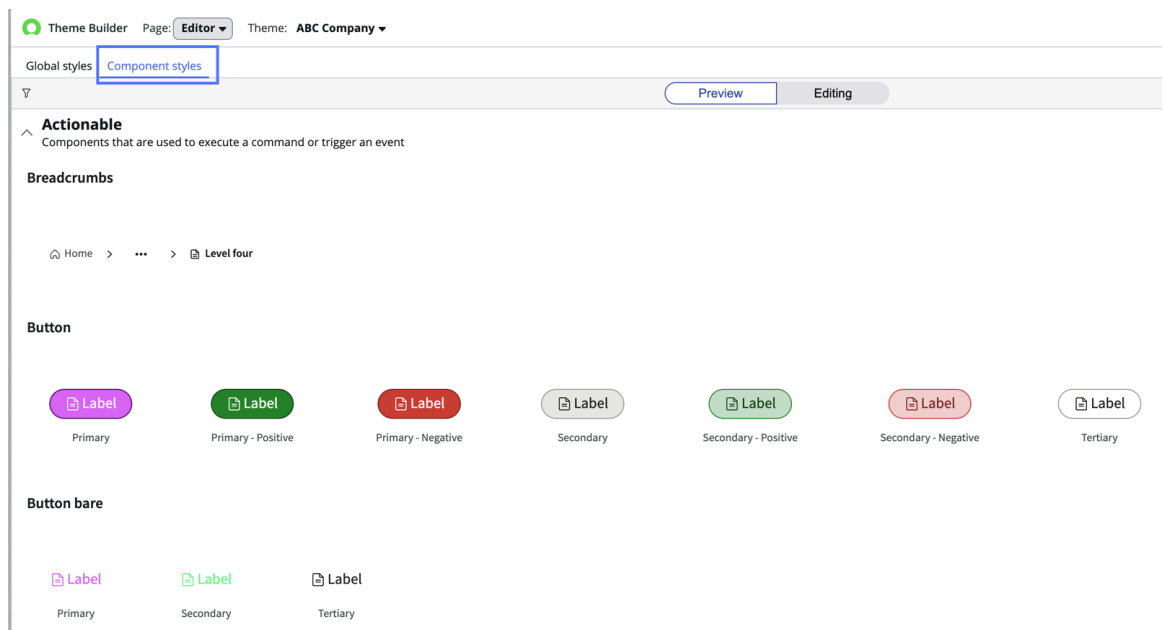 Theme Builder Page: Editor Theme: ABC Company
Global styles Component styles
Preview Editing
Actionable
Components that are used to execute a command or trigger an event
Breadcrumbs
Home > ••• > Level four
Button
Label Label Label Label Label Label Label
Primary Primary - Positive Primary - Negative Secondary Secondary - Positive Secondary - Negative Tertiary
Button bare
Label Label Label
Primary Secondary Tertiary